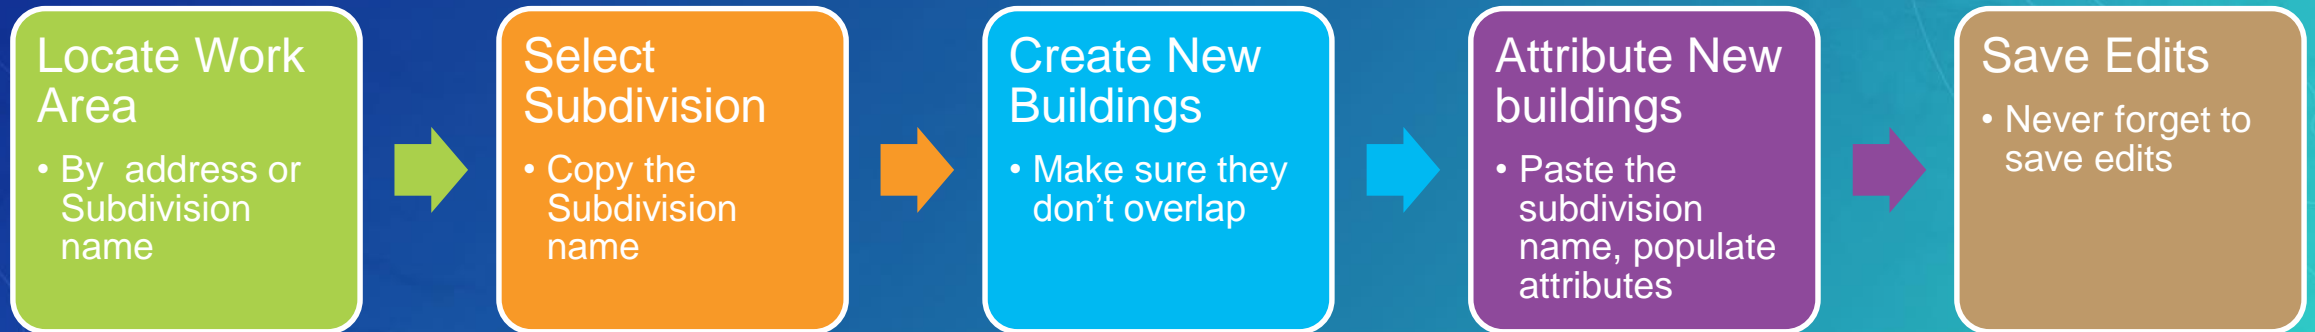 Locate Work
Area
• By  address or
Subdivision
name
Select
Subdivision
• Copy the
Subdivision
name
Create New
Buildings
• Make sure they
don’t overlap
Attribute New
buildings
• Paste the
subdivision
name, populate
attributes
Save Edits
• Never forget to
save edits